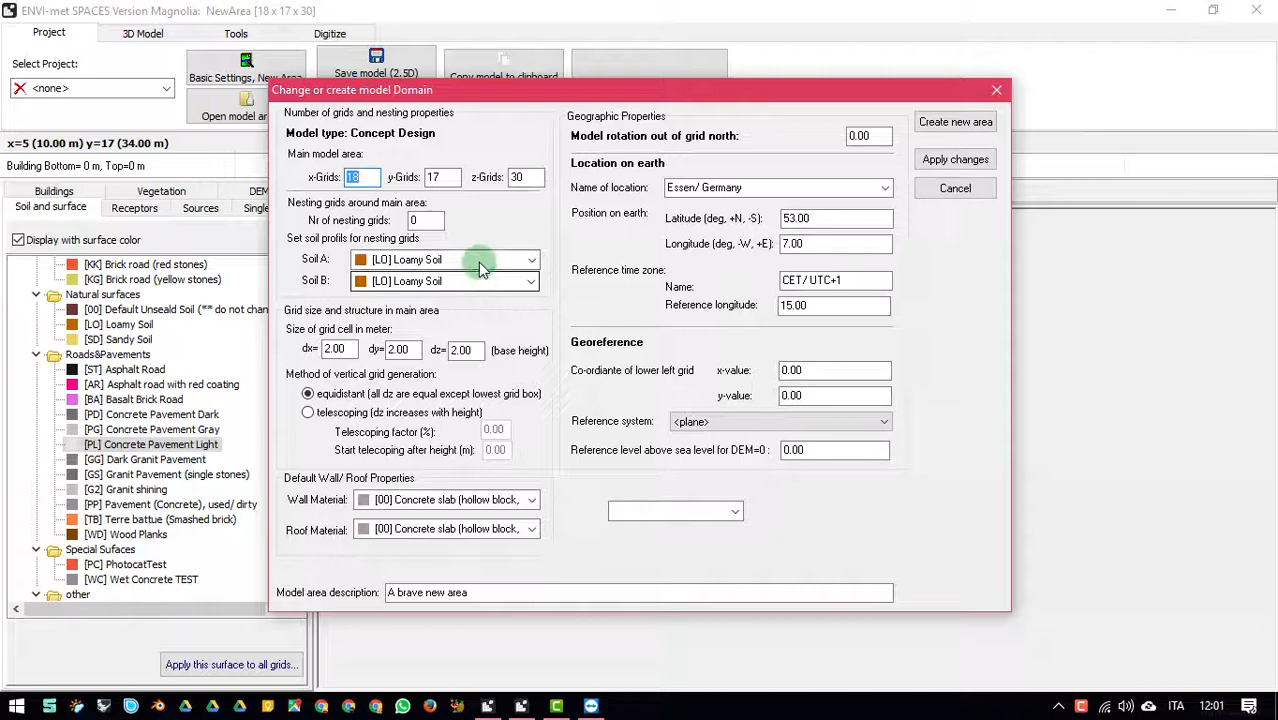 ENVI-met SPACES Version Magnolia: NewArea [18 x 17 x 30]
Project
3D Model
Tools
Digitize
Select Project:
<none>
Basic Settings, New Area
Save model (2.5D)
Copy model to clipboard
Open model ar
x=5 (10.00 m) y=17 (34.00 m)
Building Bottom= 0 m, Top=0 m
Buildings
Vegetation
DEM
Soil and surface
Receptors
Sources
Single
Display with surface color
[KK] Brick road (red stones)
[KG] Brick road (yellow stones)
Natural surfaces
[00] Default Unseald Soil (** do not chan
[LO] Loamy Soil
[SD] Sandy Soil
Roads&Pavements
[ST] Asphalt Road
[AR] Asphalt road with red coating
[BA] Basalt Brick Road
[PD] Concrete Pavement Dark
[PG] Concrete Pavement Gray
[PL] Concrete Pavement Light
[GG] Dark Granit Pavement
[GS] Granit Pavement (single stones)
[G2] Granit shining
[PP] Pavement (Concrete), used/ dirty
[TB] Terre battue (Smashed brick)
[WD] Wood Planks
Special Sufaces
[PC] PhotocatTest
[WC] Wet Concrete TEST
other
Apply this surface to all grids...
Change or create model Domain
Number of grids and nesting properties
Model type: Concept Design
Main model area:
x-Grids: 18 y-Grids: 17 z-Grids: 30
Nesting grids around main area:
Nr of nesting grids: 0
Set soil profils for nesting grids
Soil A: [LO] Loamy Soil
Soil B: [LO] Loamy Soil
Grid size and structure in main area
Size of grid cell in meter:
dx= 2.00 dy= 2.00 dz= 2.00 (base height)
Method of vertical grid generation:
equidistant (all dz are equal except lowest grid box)
telescoping (dz increases with height)
Telescoping factor (%): 0.00
Start telecoping after height (m): 0.00
Default Wall/ Roof Properties
Wall Material: [00] Concrete slab (hollow block,
Roof Material: [00] Concrete slab (hollow block,
Model area description: A brave new area
Geographic Properties
Model rotation out of grid north: 0.00
Location on earth
Name of location: Essen/ Germany
Position on earth: Latitude (deg, +N, -S): 53.00
Longitude (deg, -W, +E): 7.00
Reference time zone:
Name: CET/ UTC+1
Reference longitude: 15.00
Georeference
Co-ordiante of lower left grid x-value: 0.00
y-value: 0.00
Reference system: <plane>
Reference level above sea level for DEM=0 : 0.00
Create new area
Apply changes
Cancel
ITA 12:01